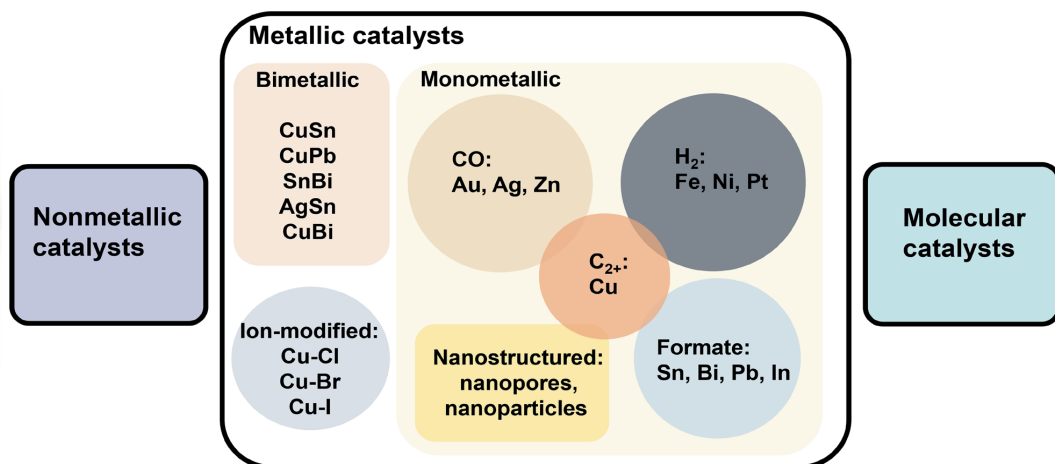 Metallic catalysts
Bimetallic
CuSn
CuPb
SnBi
AgSn
CuBi
Ion-modified:
Cu-Cl
Cu-Br
Cu-I
Monometallic
CO:
Au, Ag, Zn
H₂:
Fe, Ni, Pt
C₂₊:
Cu
Nanostructured:
nanopores,
nanoparticles
Formate:
Sn, Bi, Pb, In
Nonmetallic
catalysts
Molecular
catalysts